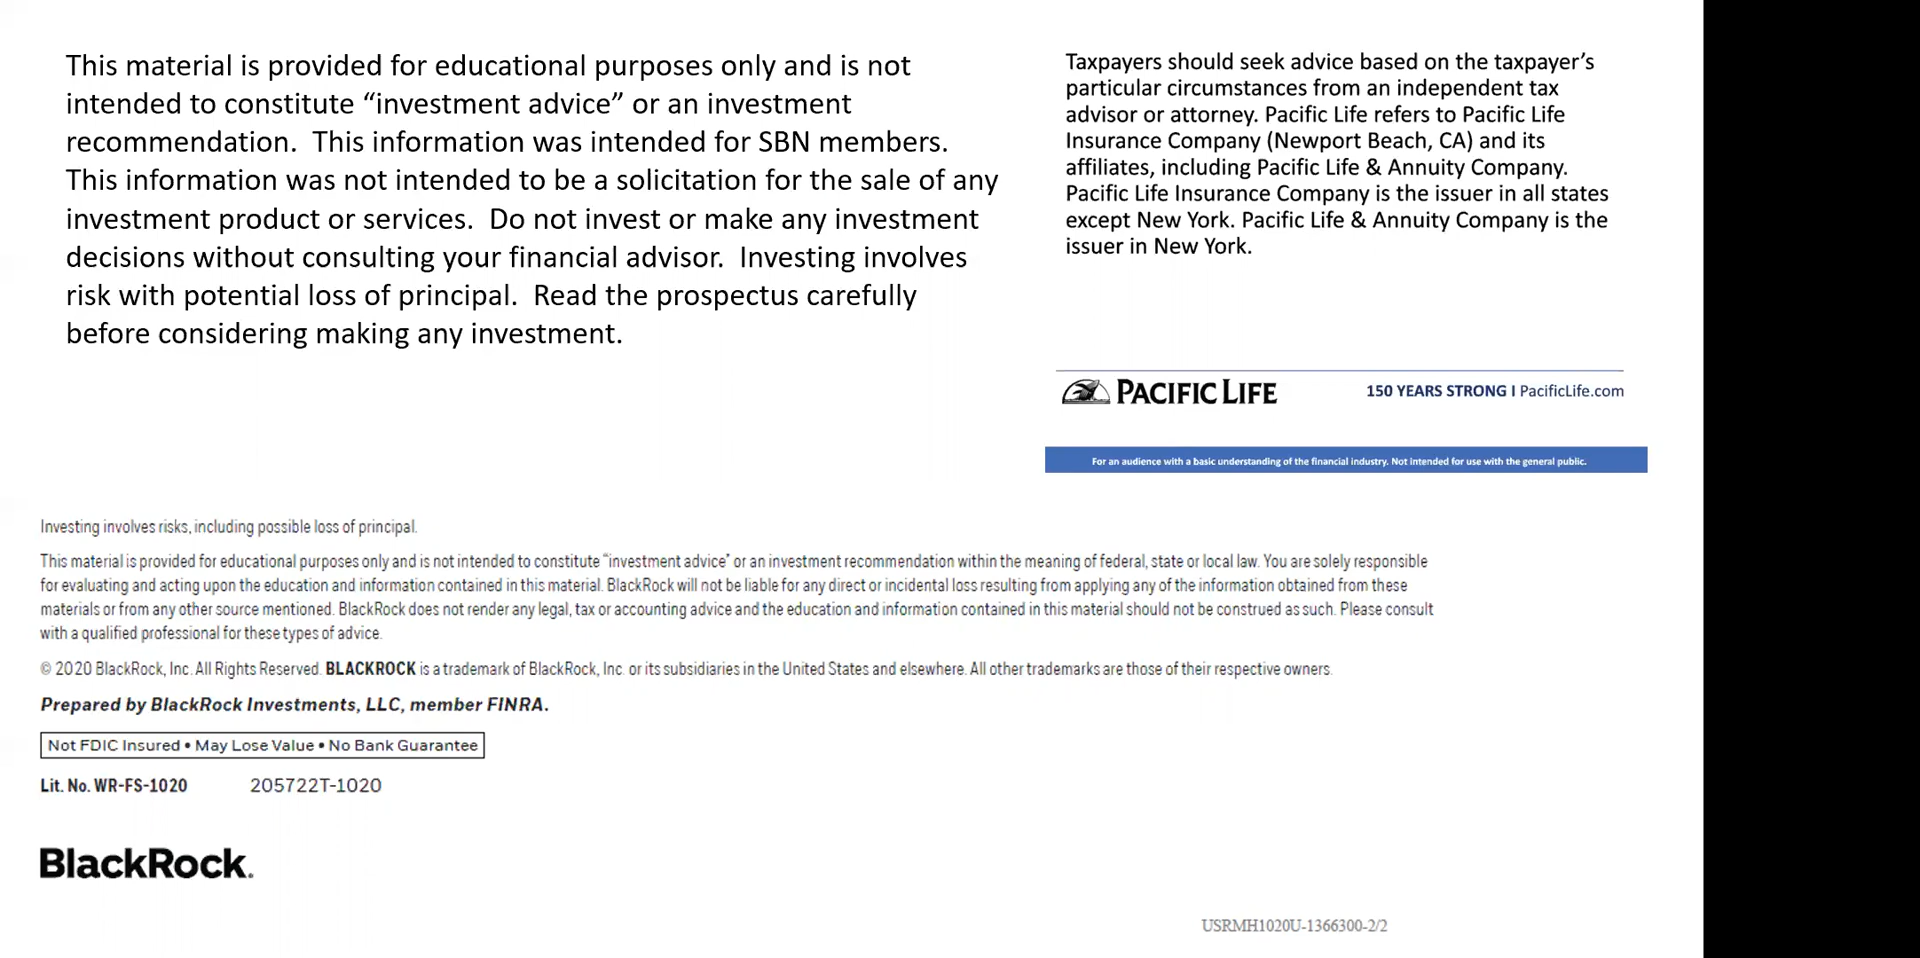 This material is provided for educational purposes only and is not
intended to constitute “investment advice” or an investment
recommendation.  This information was intended for SBN members.
This information was not intended to be a solicitation for the sale of any
investment product or services.  Do not invest or make any investment
decisions without consulting your financial advisor.  Investing involves
risk with potential loss of principal.  Read the prospectus carefully
before considering making any investment.
Taxpayers should seek advice based on the taxpayer’s
particular circumstances from an independent tax
advisor or attorney. Pacific Life refers to Pacific Life
Insurance Company (Newport Beach, CA) and its
affiliates, including Pacific Life & Annuity Company.
Pacific Life Insurance Company is the issuer in all states
except New York. Pacific Life & Annuity Company is the
issuer in New York.
PACIFIC LIFE
150 YEARS STRONG I PacificLife.com
For an audience with a basic understanding of the financial industry. Not intended for use with the general public.
Investing involves risks, including possible loss of principal.
This material is provided for educational purposes only and is not intended to constitute “investment advice” or an investment recommendation within the meaning of federal, state or local law. You are solely responsible
for evaluating and acting upon the education and information contained in this material. BlackRock will not be liable for any direct or incidental loss resulting from applying any of the information obtained from these
materials or from any other source mentioned. BlackRock does not render any legal, tax or accounting advice and the education and information contained in this material should not be construed as such. Please consult
with a qualified professional for these types of advice.
© 2020 BlackRock, Inc. All Rights Reserved. BLACKROCK is a trademark of BlackRock, Inc. or its subsidiaries in the United States and elsewhere. All other trademarks are those of their respective owners.
Prepared by BlackRock Investments, LLC, member FINRA.
Not FDIC Insured • May Lose Value • No Bank Guarantee
Lit. No. WR-FS-1020 205722T-1020
BlackRock.
USRMH1020U-1366300-2/2